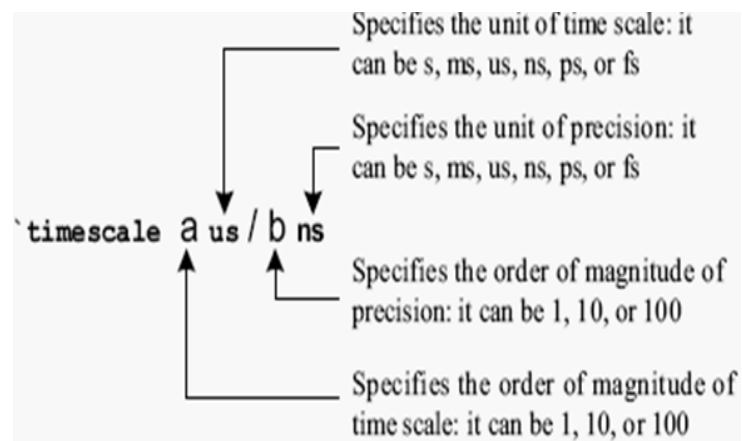 Specifies the unit of time scale: it
can be s, ms, us, ns, ps, or fs
Specifies the unit of precision: it
can be s, ms, us, ns, ps, or fs
`timescale a us / b ns
Specifies the order of magnitude of
precision: it can be 1, 10, or 100
Specifies the order of magnitude of
time scale: it can be 1, 10, or 100